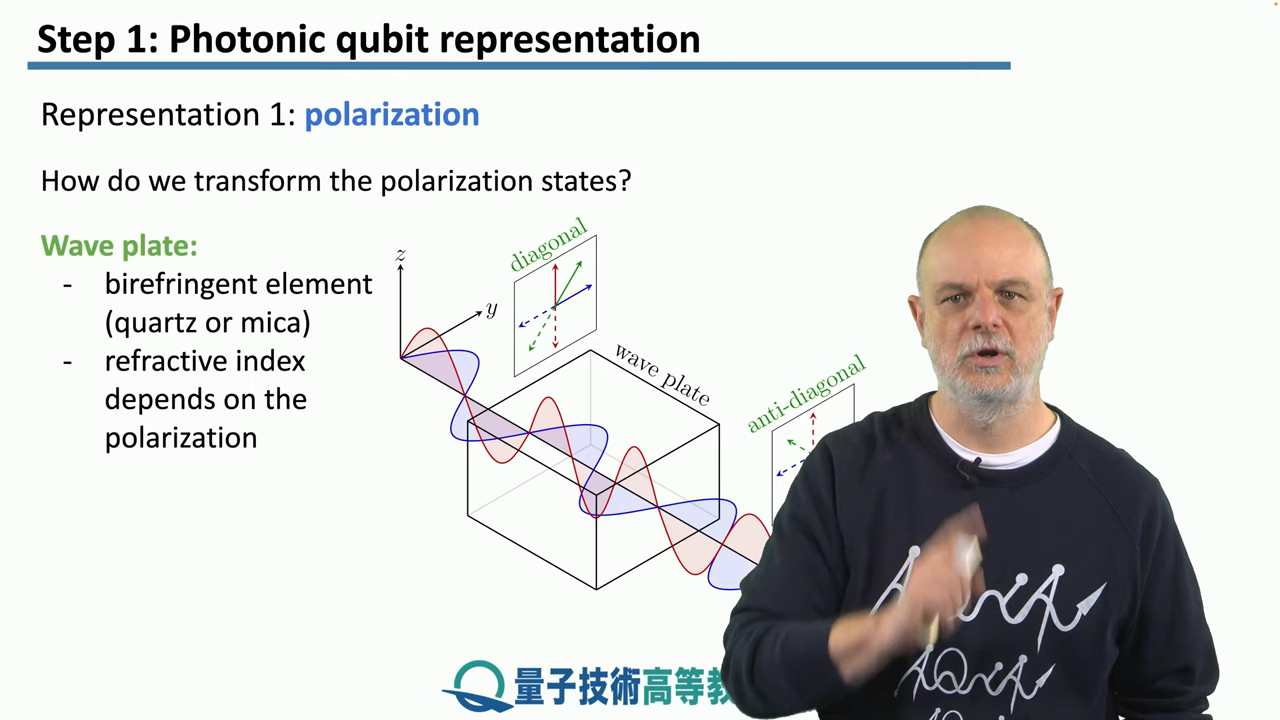 Step 1: Photonic qubit representation
Representation 1: polarization
How do we transform the polarization states?
Wave plate:
- birefringent element
(quartz or mica)
- refractive index
depends on the
polarization
z
y
diagonal
wave plate
anti-diagonal
量子技術高等教